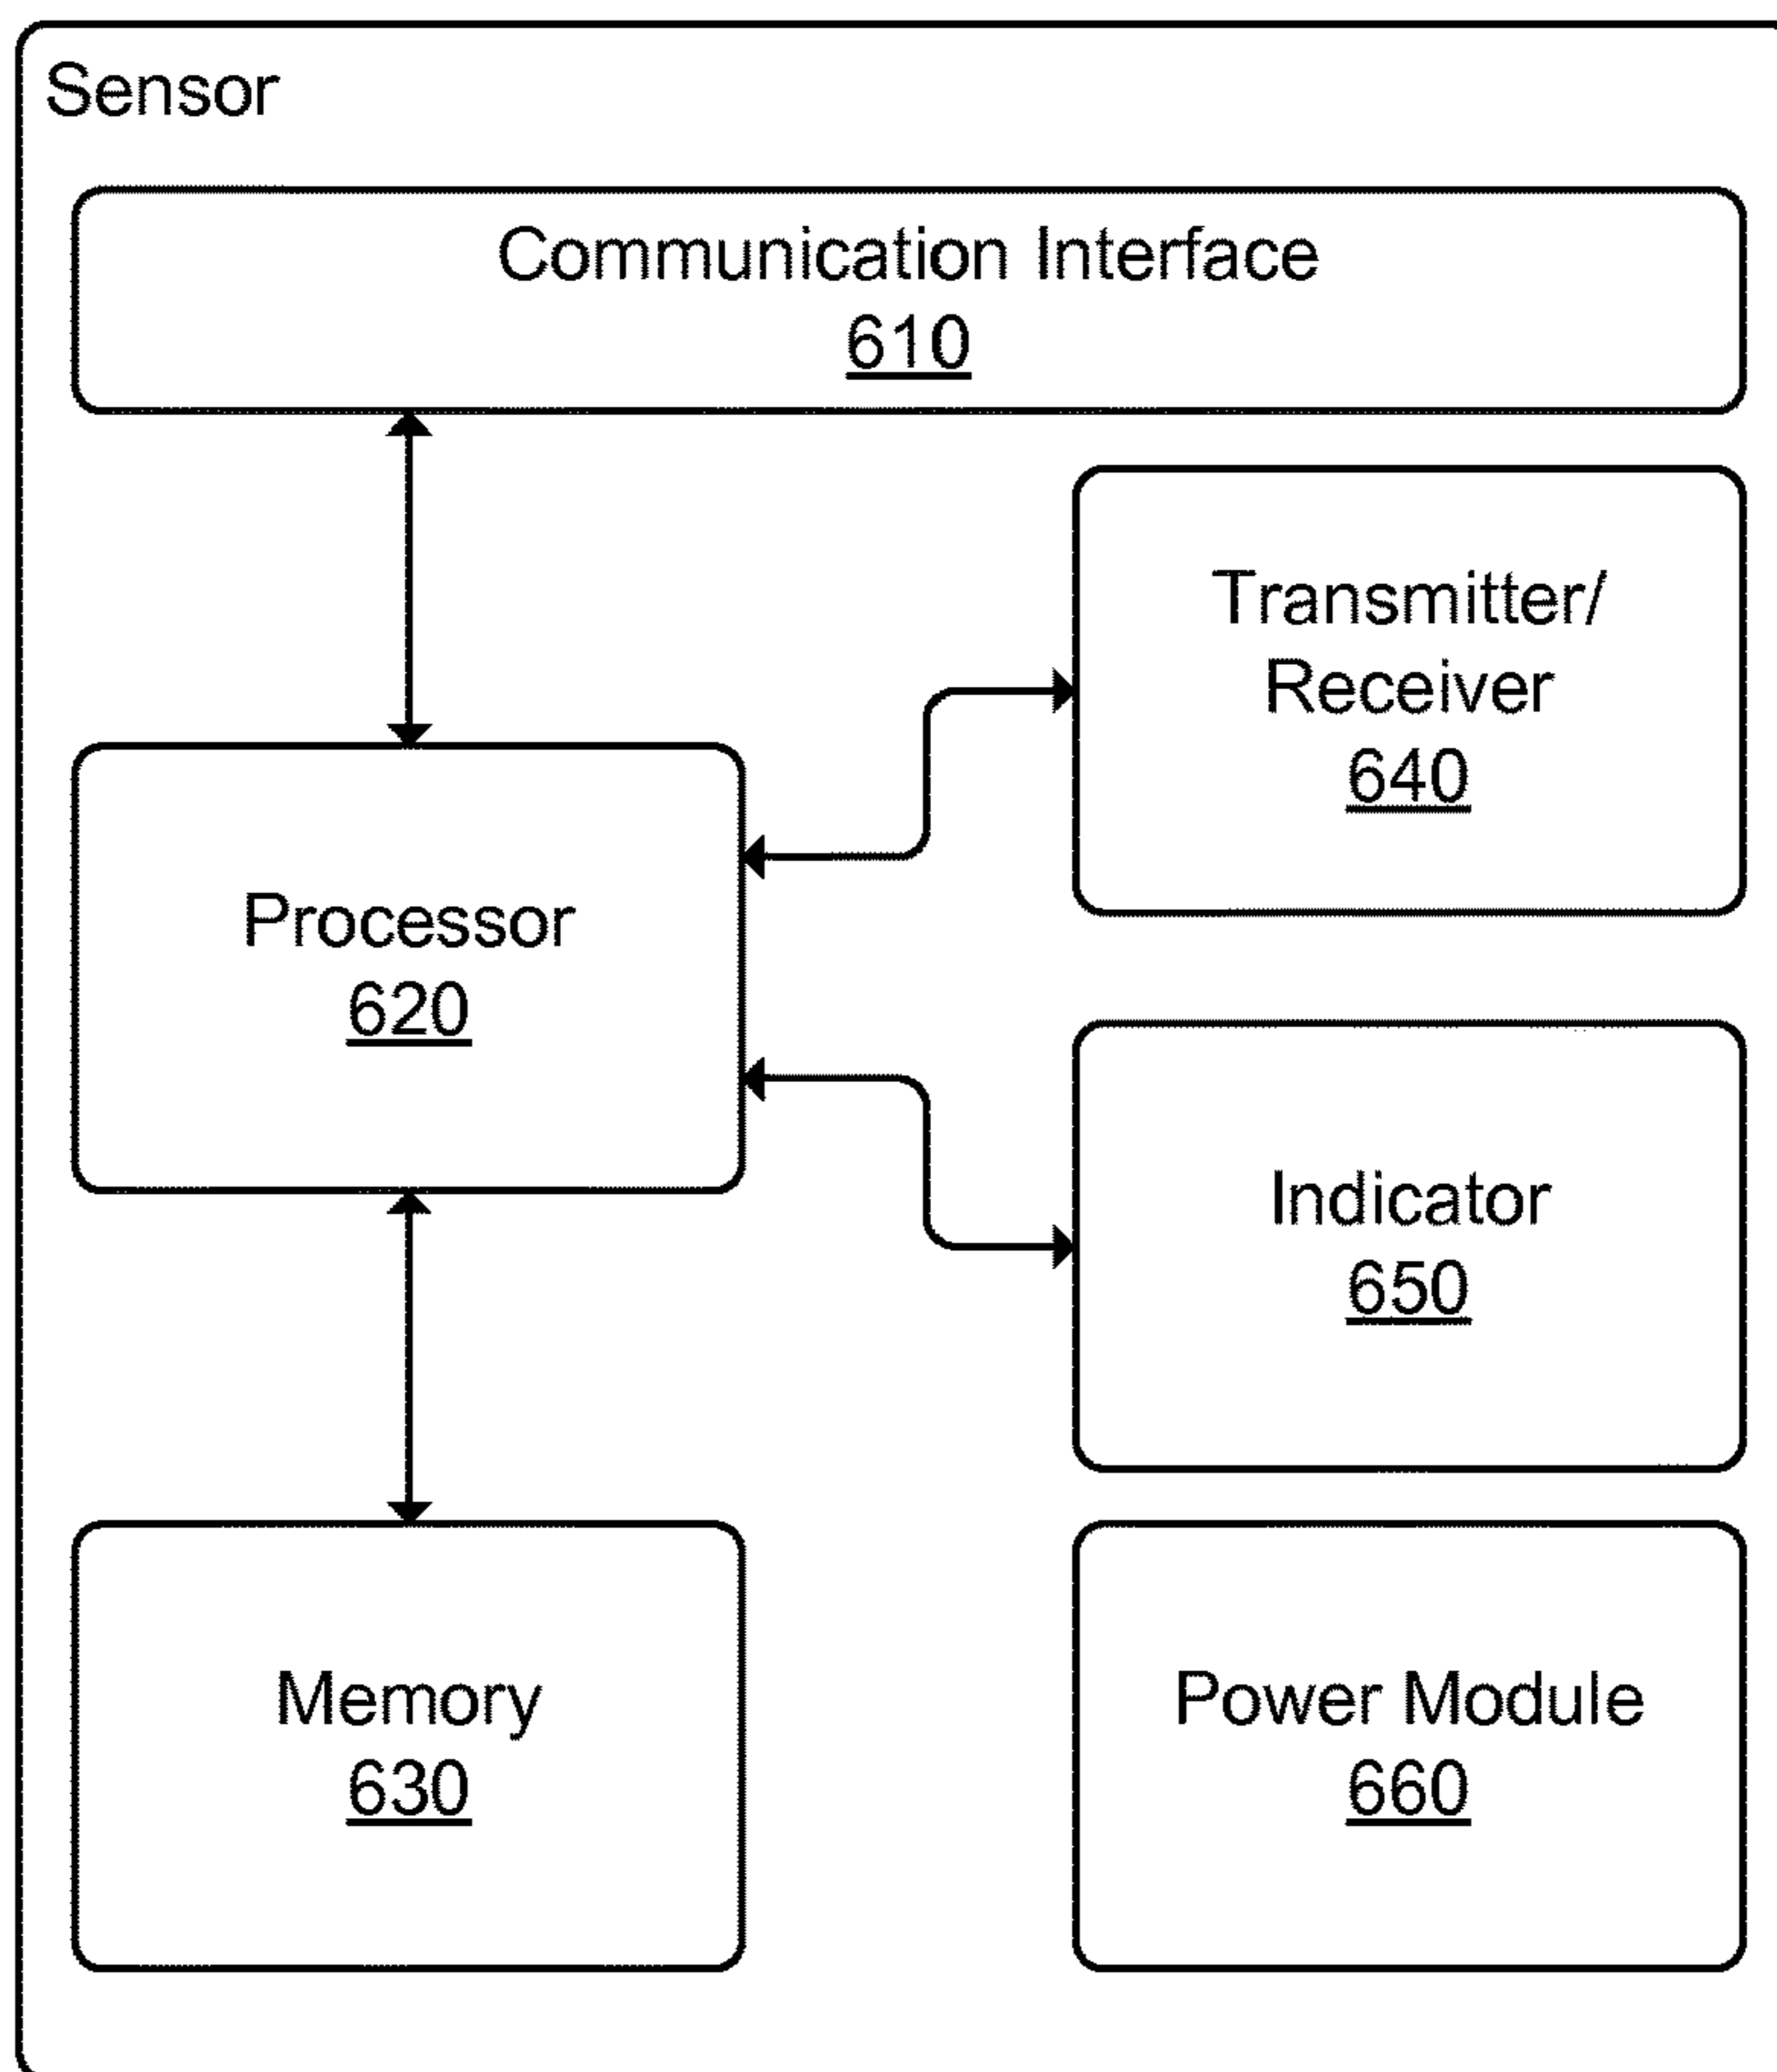 Sensor
Communication Interface
610
Transmitter/
Receiver
640
Processor
620
Indicator
650
Memory
630
Power Module
660